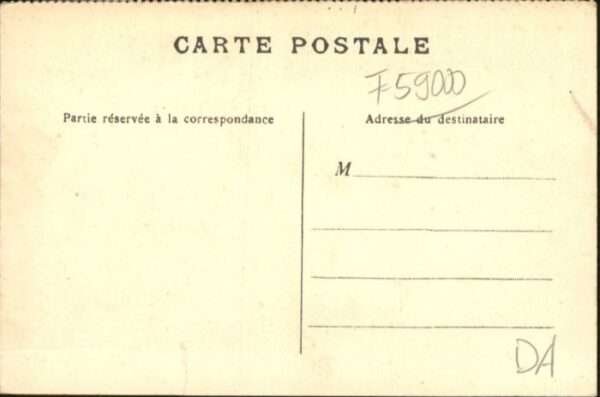 CARTE POSTALE
F59000
Partie réservée à la correspondance
Adresse du destinataire
M
DA